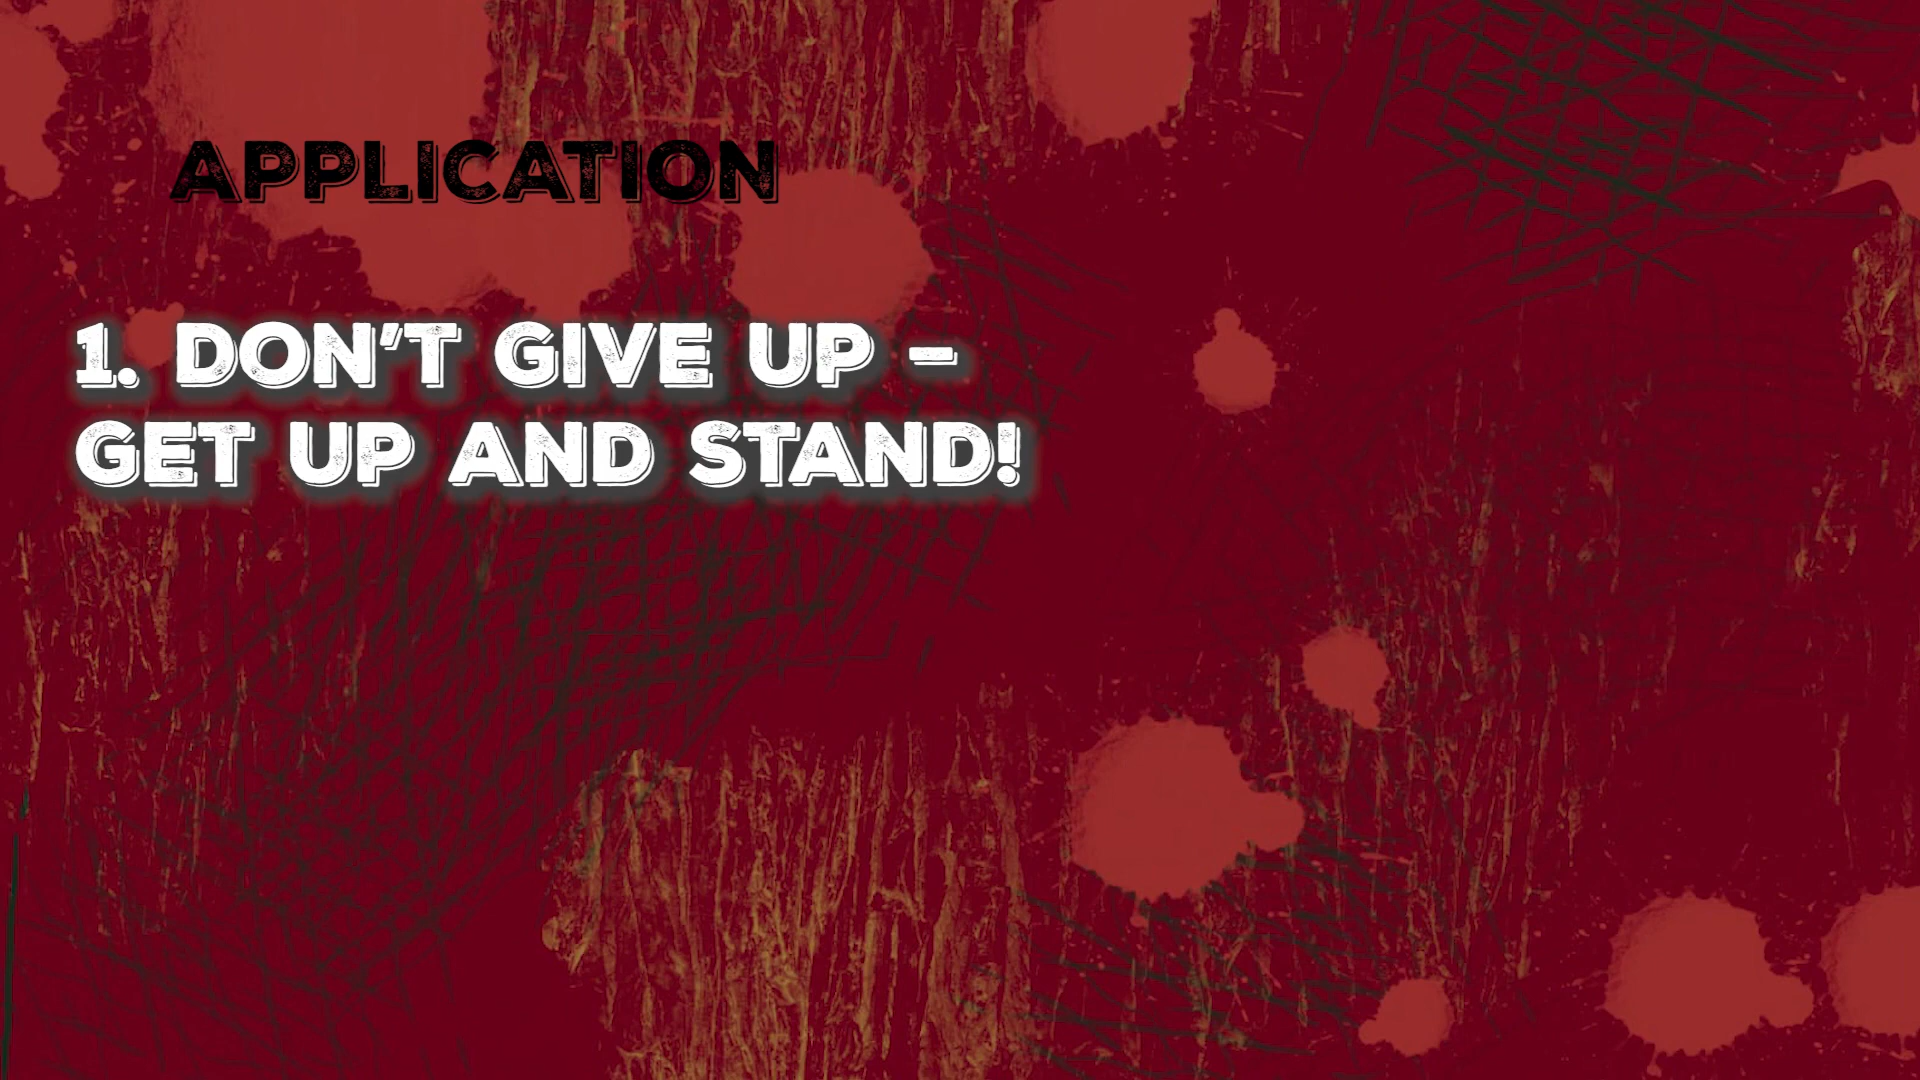 APPLICATION
1. DON'T GIVE UP –
GET UP AND STAND!